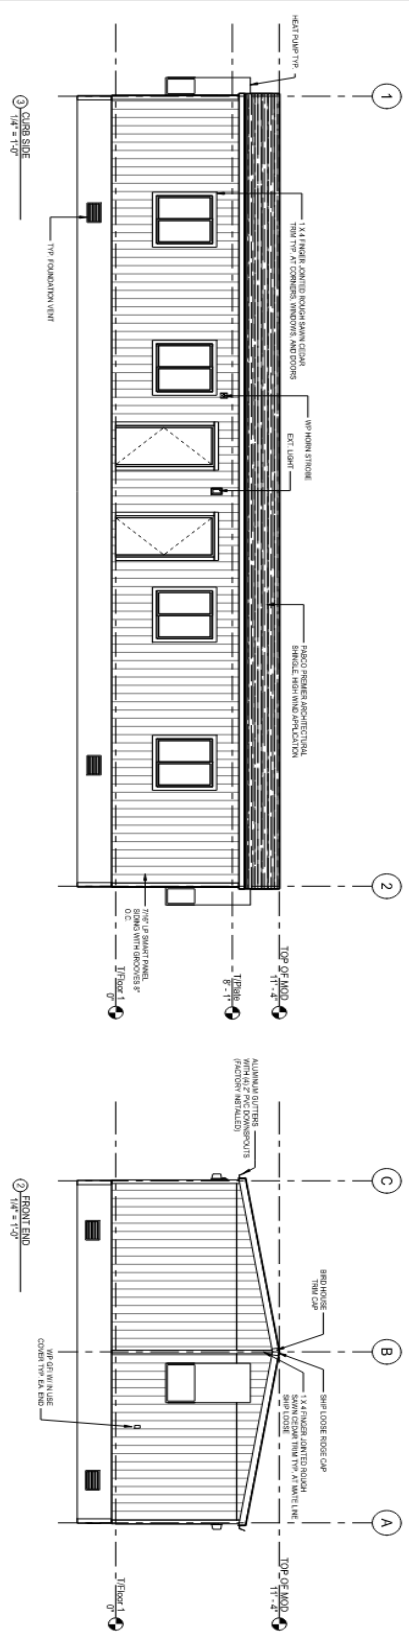 1
2
HEAT PUMP TYP.
1 X 4 FINGER JOINTED ROUGH SAWN CEDAR
TRIM TYP. AT CORNERS, WINDOWS, AND DOORS
WP HORN STROBE
EXT. LIGHT
PABCO PREMIER ARCHITECTURAL
SHINGLE, HIGH WIND APPLICATION
TOP OF MOD
11' - 4"
T/Plate
8' - 1"
T/Floor 1
0"
7/16" LP SMART PANEL
SIDING WITH GROOVES 8"
O.C.
TYP. FOUNDATION VENT
3 CURB SIDE
1/4" = 1'-0"
C
B
A
ALUMINUM GUTTERS
WITH (4) 2" PVC DOWNSPOUTS
(FACTORY INSTALLED)
BIRD HOUSE
TRIM CAP
SHIP LOOSE RIDGE CAP
1 X 4 FINGER JOINTED ROUGH
SAWN CEDAR TRIM TYP. AT MATE LINE
SHIP LOOSE
TOP OF MOD
11' - 4"
T/Floor 1
0"
WP GFI W/ IN USE
COVER TYP. EA. END
2 FRONT END
1/4" = 1'-0"